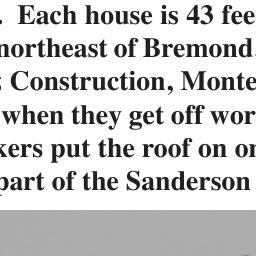 . Each house is 43 fee
northeast of Bremond.
Construction, Monte
when they get off wor
kers put the roof on on
part of the Sanderson